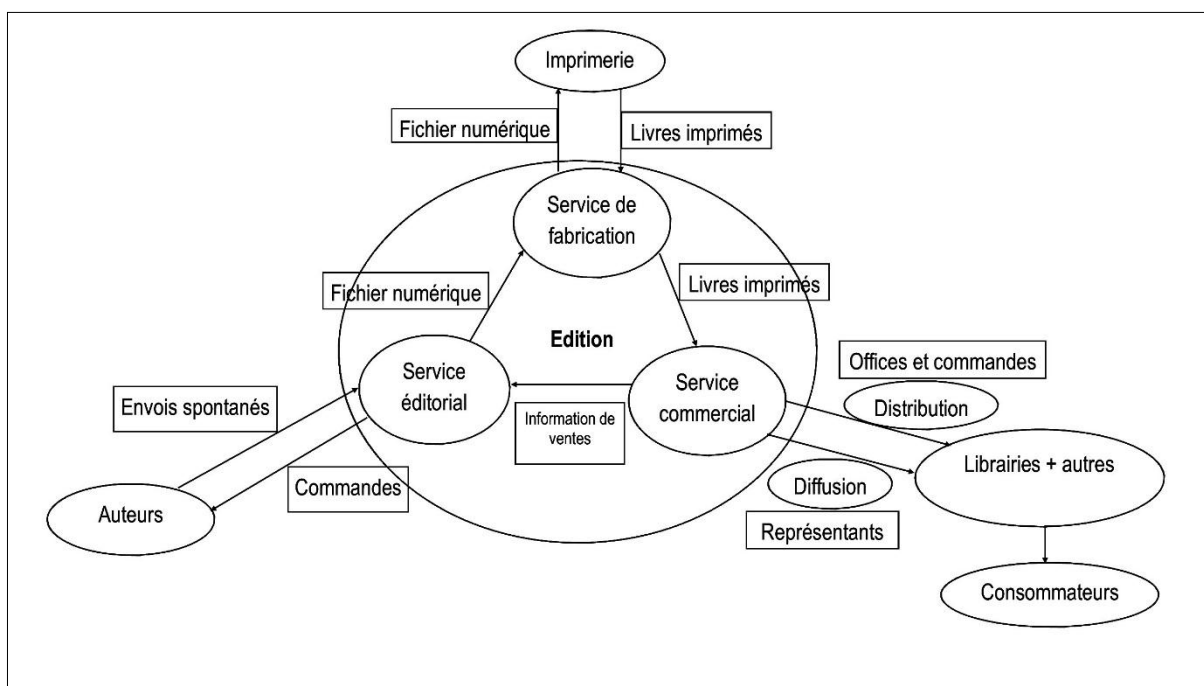 Imprimerie
Fichier numérique
Livres imprimés
Service de
fabrication
Fichier numérique
Livres imprimés
Edition
Offices et commandes
Service
éditorial
Service
commercial
Envois spontanés
Distribution
Information de
ventes
Librairies + autres
Commandes
Diffusion
Auteurs
Représentants
Consommateurs